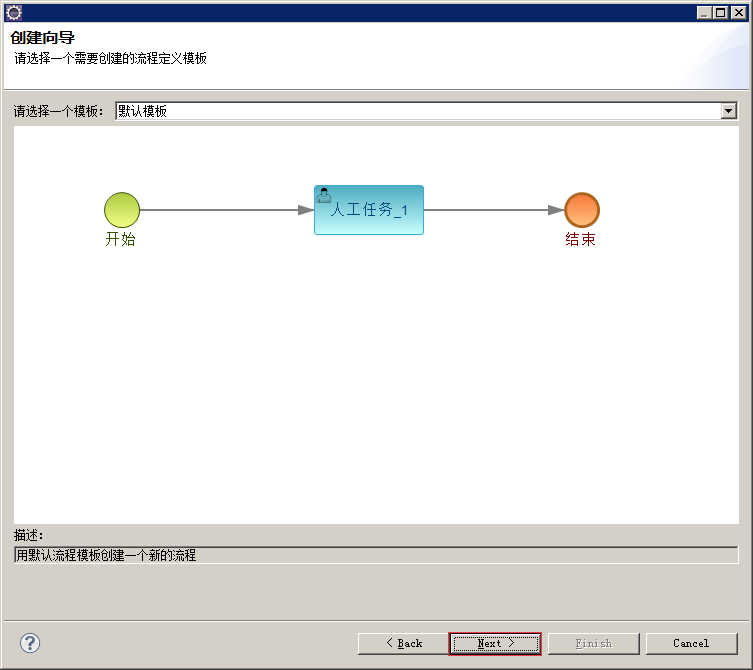 创建向导
请选择一个需要创建的流程定义模板
请选择一个模板： 默认模板
人工任务_1
开始
结束
描述：
用默认流程模板创建一个新的流程
? < Back Next > Finish Cancel